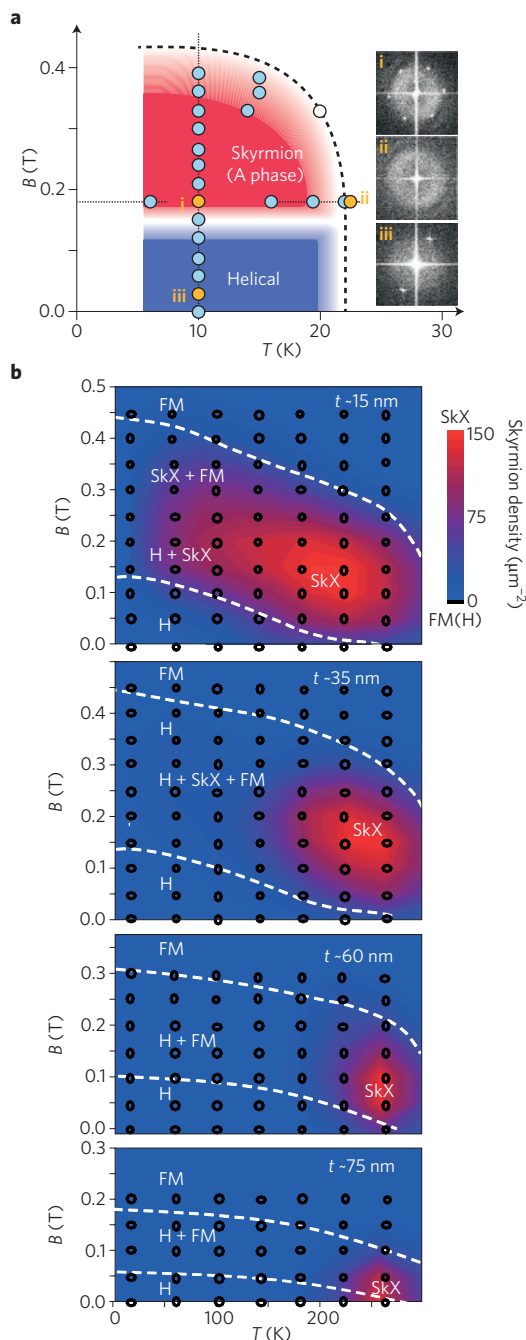 a
0.4
0.2
0.0
B (T)
Skyrmion
(A phase)
Helical
i
ii
iii
0
10
20
30
T (K)
i
ii
iii
b
0.5
0.4
0.3
0.2
0.1
0.0
B (T)
FM
t ~15 nm
SkX + FM
H + SkX
SkX
H
SkX
150
75
0
FM(H)
Skyrmion density (μm⁻²)
0.4
0.3
0.2
0.1
0.0
B (T)
FM
t ~35 nm
H
H + SkX + FM
SkX
H
0.3
0.2
0.1
0.0
B (T)
FM
t ~60 nm
H + FM
SkX
H
0.3
0.2
0.1
0.0
B (T)
FM
t ~75 nm
H + FM
SkX
H
0
100
200
T (K)